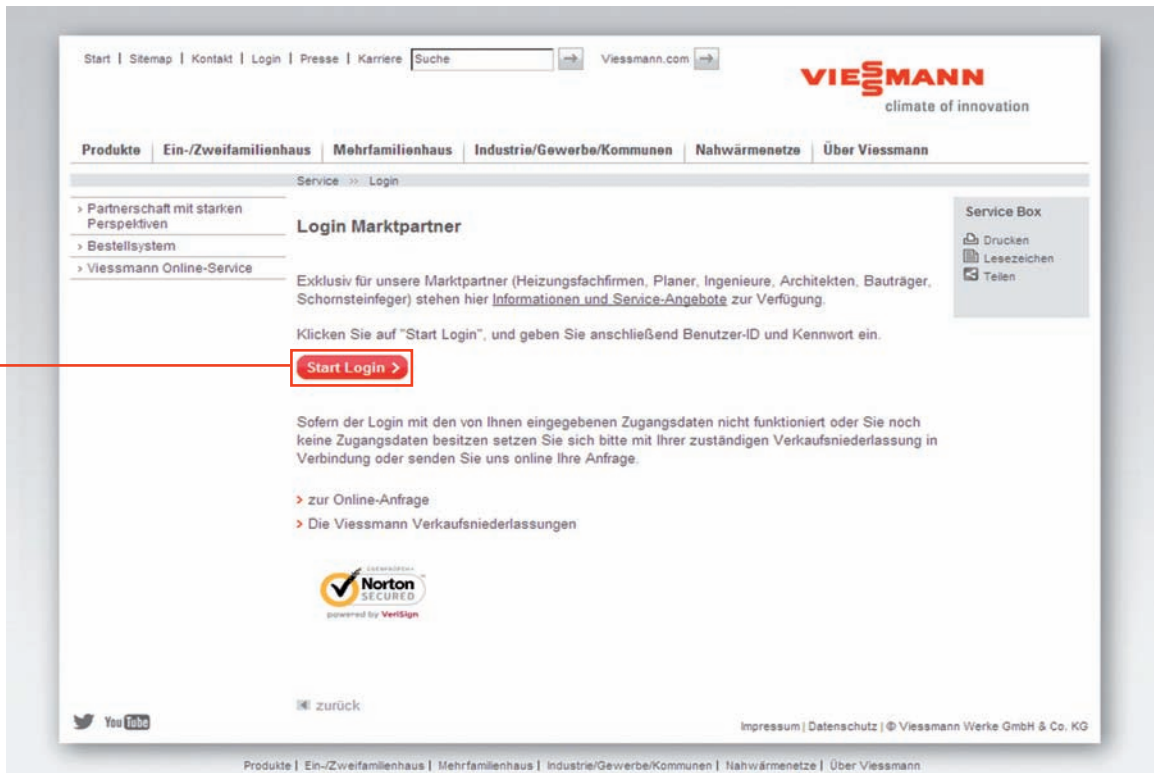 Start | Sitemap | Kontakt | Login | Presse | Karriere Suche Viessmann.com
VIESSMANN
climate of innovation
Produkte | Ein-/Zweifamilienhaus | Mehrfamilienhaus | Industrie/Gewerbe/Kommunen | Nahwärmenetze | Über Viessmann
Service >> Login
› Partnerschaft mit starken
Perspektiven
› Bestellsystem
› Viessmann Online-Service
Login Marktpartner
Exklusiv für unsere Marktpartner (Heizungsfachfirmen, Planer, Ingenieure, Architekten, Bauträger,
Schornsteinfeger) stehen hier Informationen und Service-Angebote zur Verfügung.
Klicken Sie auf "Start Login", und geben Sie anschließend Benutzer-ID und Kennwort ein.
Start Login >
Sofern der Login mit den von Ihnen eingegebenen Zugangsdaten nicht funktioniert oder Sie noch
keine Zugangsdaten besitzen setzen Sie sich bitte mit Ihrer zuständigen Verkaufsniederlassung in
Verbindung oder senden Sie uns online Ihre Anfrage.
› zur Online-Anfrage
› Die Viessmann Verkaufsniederlassungen
Norton
SECURED
powered by VeriSign
Service Box
Drucken
Lesezeichen
Teilen
zurück
You Tube
Impressum | Datenschutz | © Viessmann Werke GmbH & Co. KG
Produkte | Ein-/Zweifamilienhaus | Mehrfamilienhaus | Industrie/Gewerbe/Kommunen | Nahwärmenetze | Über Viessmann